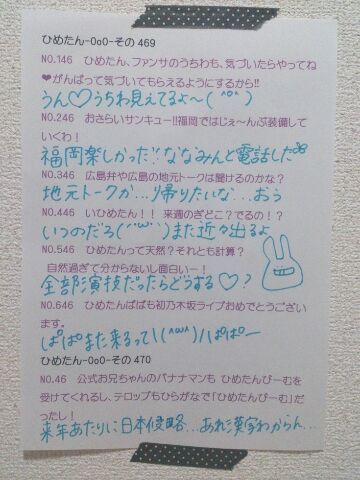 ひめたん-0o0-その 469
NO.146　ひめたん、ファンサのうちわも、気づいたらやってね
♥がんばって気づいてもらえるようにするから!!
うん♡うちわ見えてるよ〜(＾o＾)
NO.246　おさらいサンキュー!!福岡ではじぇ〜んぶ装備して
いくわ！
福岡楽しかった ななみんと電話した
NO.346　広島弁や広島の地元トークは聞けるのかな？
地元トークか…帰りたいな…おう
NO.446　いひめたん！！ 来週のぎどこ？でるの！？
いつのだろ(´ω｀)また近々出るよ
NO.546　ひめたんって天然？それとも計算？
自然過ぎて分からないし面白いー！
全部演技だったらどうする♡？
NO.646　ひめたんぱぱも初乃木坂ライブおめでとうござい
ます。
ぱぱまた来るって\(^ω^)/ぱぱー
ひめたん-0o0-その 470
NO.46　公式お兄ちゃんのバナナマンも ひめたんびーむを
受けてくれるし、テロップもひらがなで「ひめたんびーむ」だ
ったし！
来年あたりに日本侵略…あれ漢字わからん…